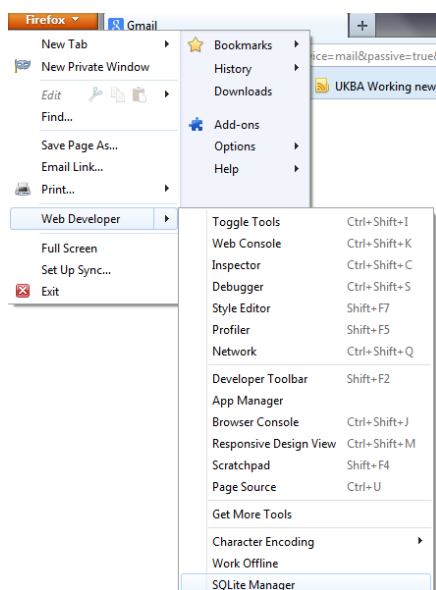 Firefox
Gmail
+
New Tab
New Private Window
Edit
Find...
Save Page As...
Email Link...
Print...
Web Developer
Full Screen
Set Up Sync...
Exit
Bookmarks
History
Downloads
Add-ons
Options
Help
vice=mail&passive=true&
UKBA Working new
Toggle Tools Ctrl+Shift+I
Web Console Ctrl+Shift+K
Inspector Ctrl+Shift+C
Debugger Ctrl+Shift+S
Style Editor Shift+F7
Profiler Shift+F5
Network Ctrl+Shift+Q
Developer Toolbar Shift+F2
App Manager
Browser Console Ctrl+Shift+J
Responsive Design View Ctrl+Shift+M
Scratchpad Shift+F4
Page Source Ctrl+U
Get More Tools
Character Encoding
Work Offline
SQLite Manager